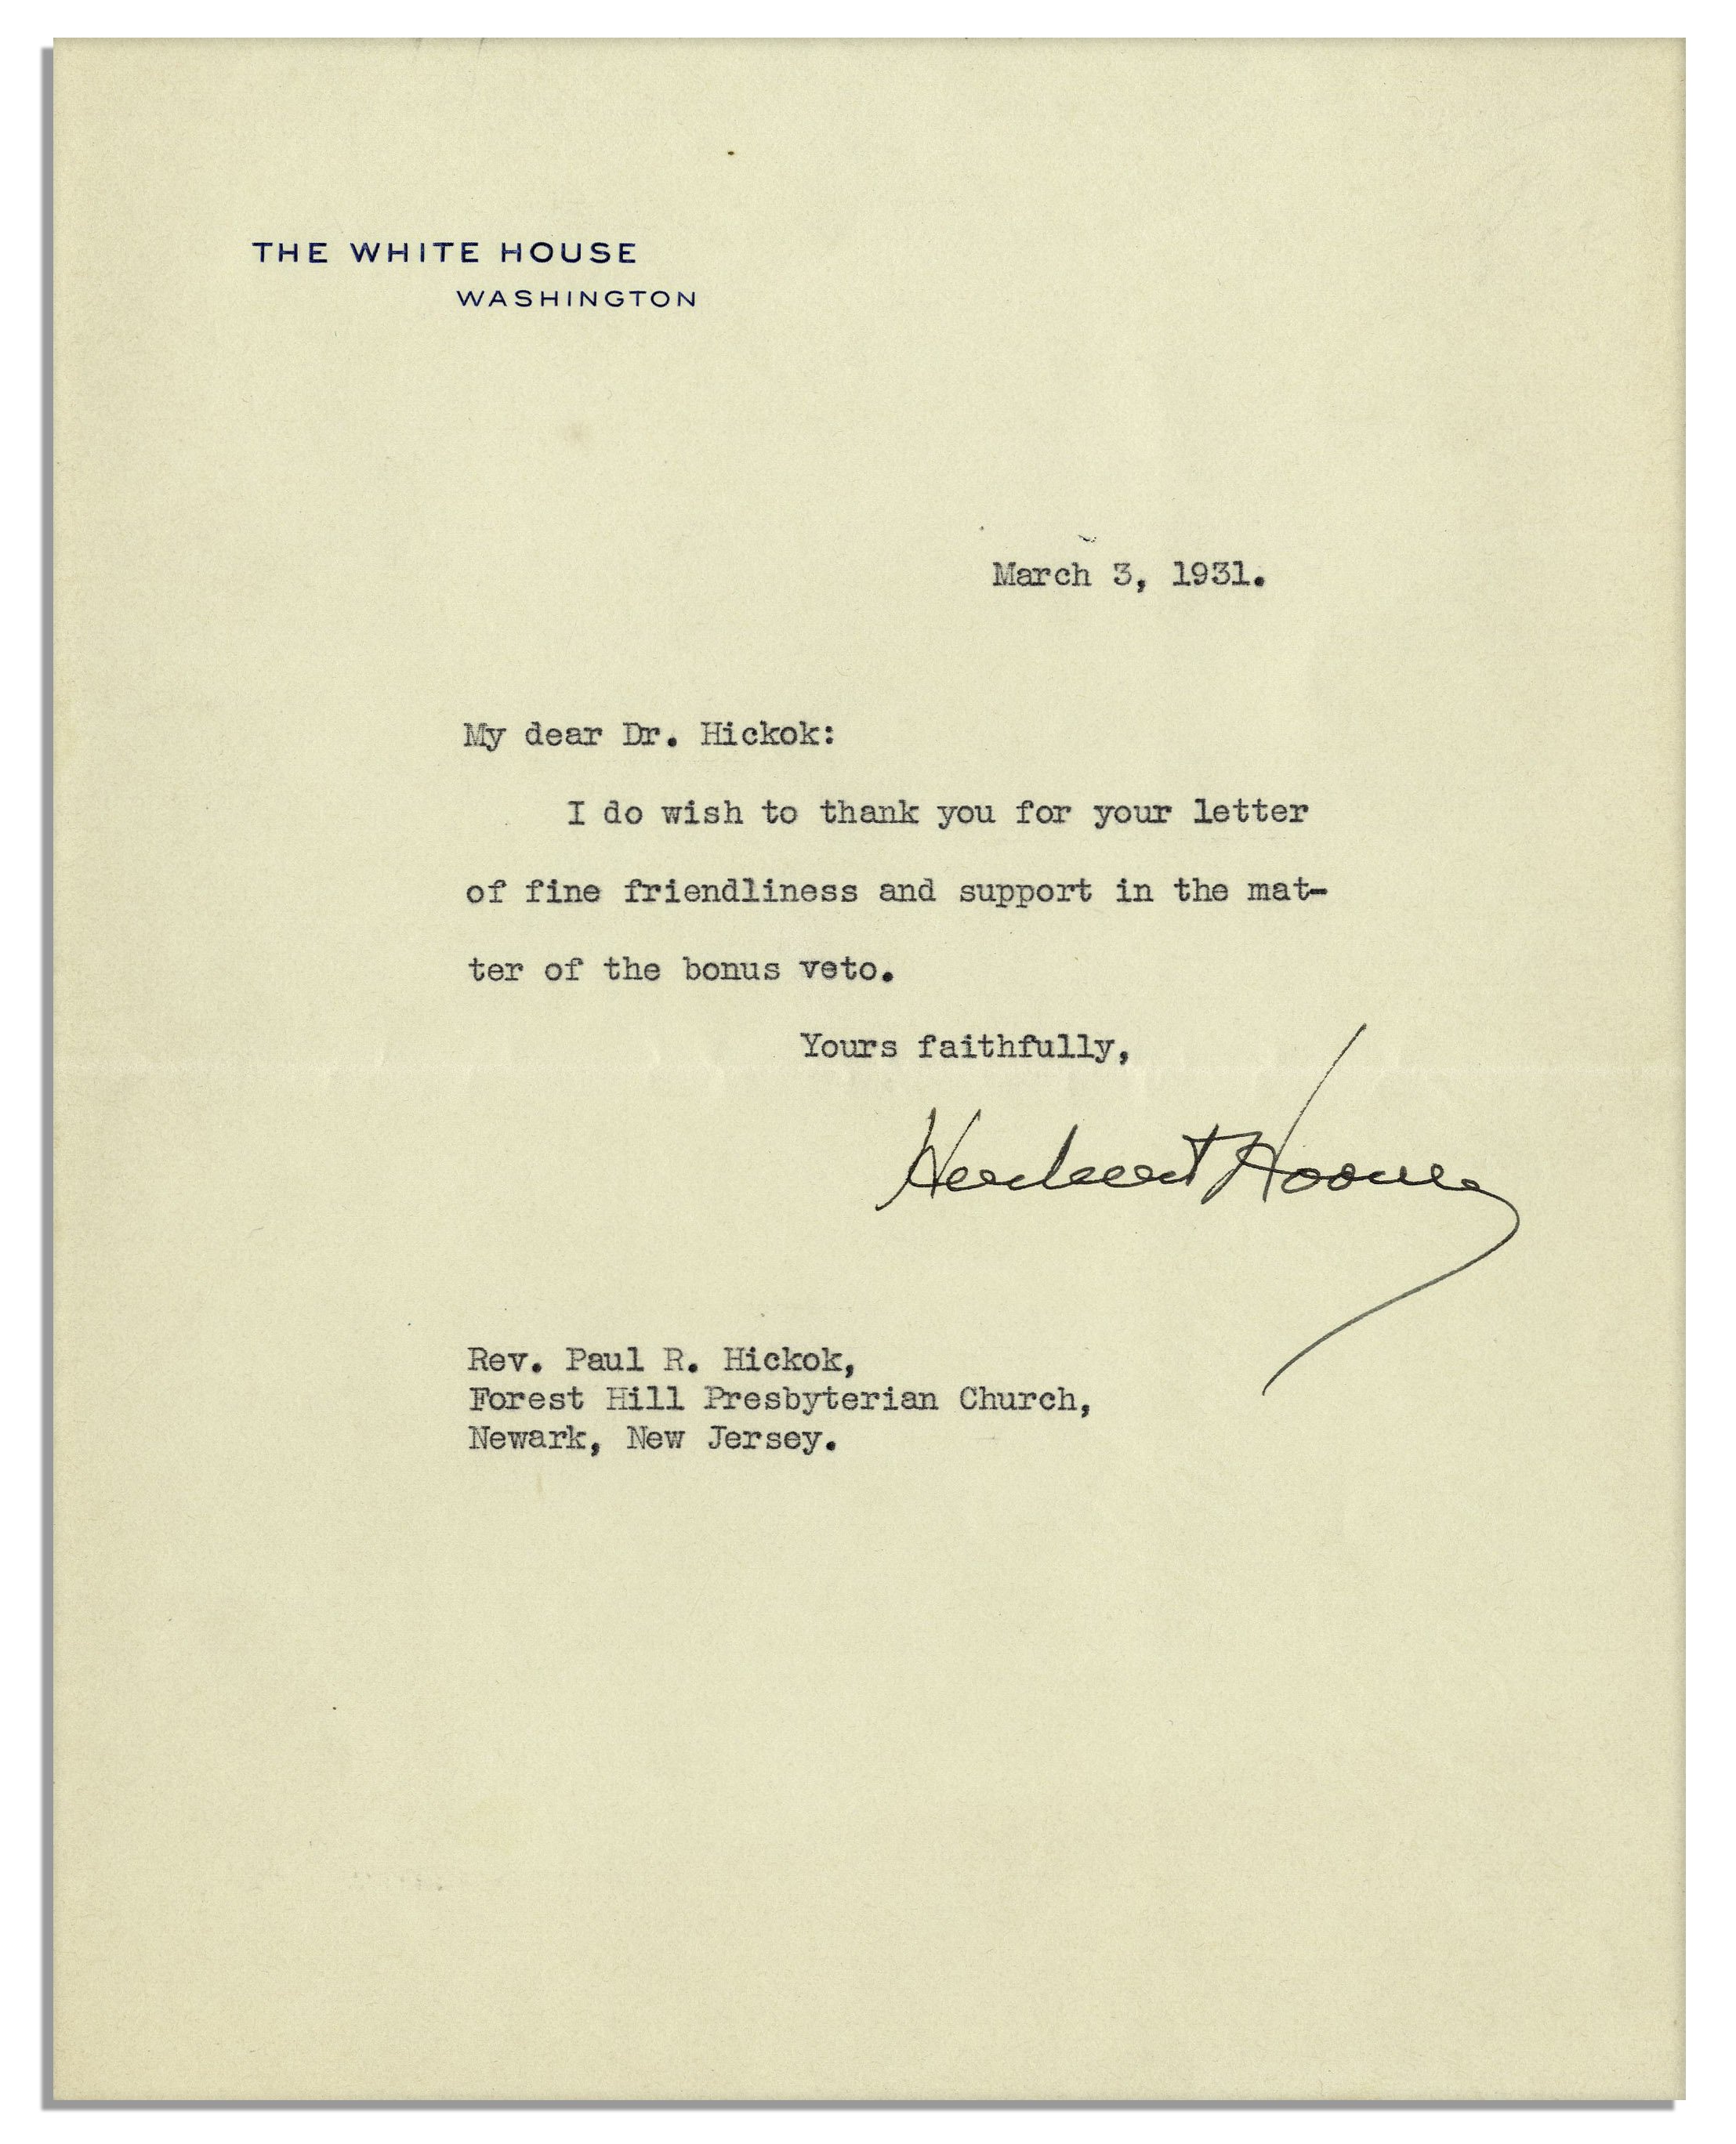 THE WHITE HOUSE
WASHINGTON
March 3, 1931.
My dear Dr. Hickok:
I do wish to thank you for your letter
of fine friendliness and support in the mat-
ter of the bonus veto.
Yours faithfully,
Herbert Hoover
Rev. Paul R. Hickok,
Forest Hill Presbyterian Church,
Newark, New Jersey.